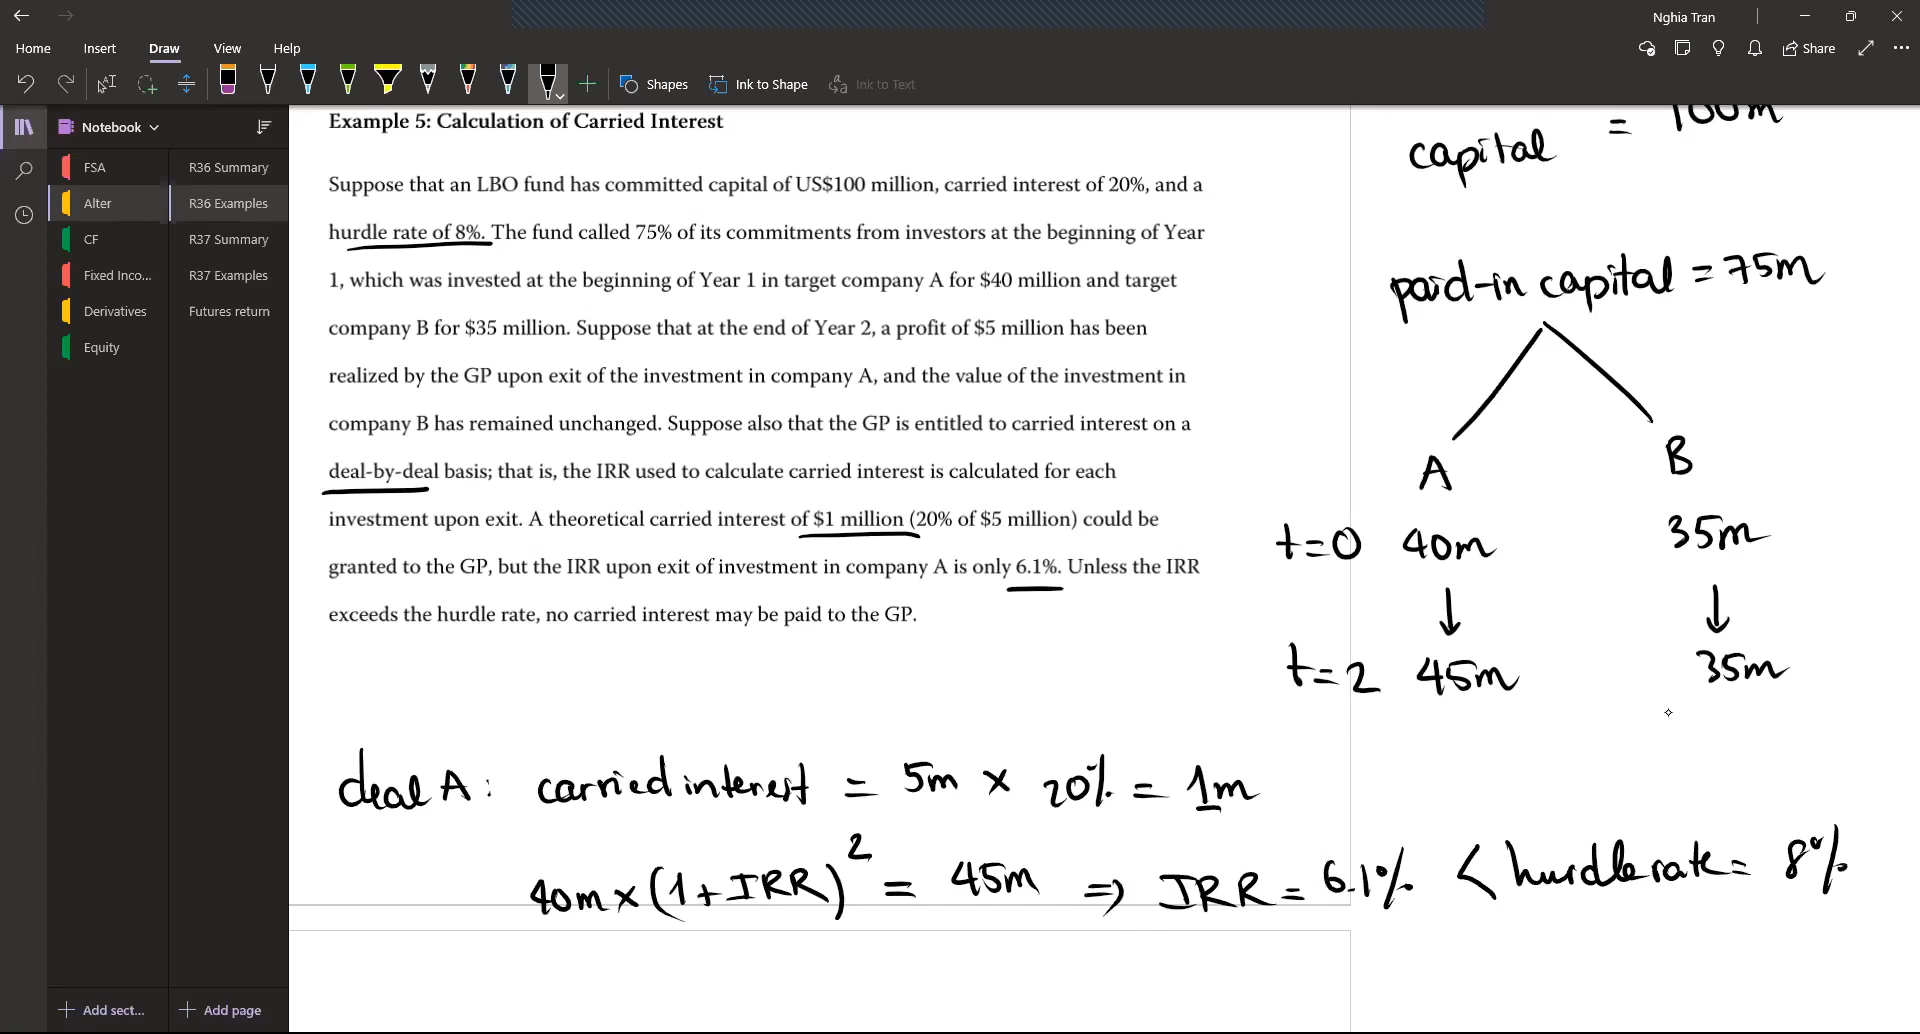 Nghia Tran
Home Insert Draw View Help
Share
Shapes Ink to Shape Ink to Text
Notebook
FSA
Alter
CF
Fixed Inco...
Derivatives
Equity
R36 Summary
R36 Examples
R37 Summary
R37 Examples
Futures return
Add sect...
Add page
Example 5: Calculation of Carried Interest
Suppose that an LBO fund has committed capital of US$100 million, carried interest of 20%, and a
hurdle rate of 8%. The fund called 75% of its commitments from investors at the beginning of Year
1, which was invested at the beginning of Year 1 in target company A for $40 million and target
company B for $35 million. Suppose that at the end of Year 2, a profit of $5 million has been
realized by the GP upon exit of the investment in company A, and the value of the investment in
company B has remained unchanged. Suppose also that the GP is entitled to carried interest on a
deal-by-deal basis; that is, the IRR used to calculate carried interest is calculated for each
investment upon exit. A theoretical carried interest of $1 million (20% of $5 million) could be
granted to the GP, but the IRR upon exit of investment in company A is only 6.1%. Unless the IRR
exceeds the hurdle rate, no carried interest may be paid to the GP.
capital = 100m
paid-in capital = 75m
A B
t=0 40m 35m
↓ ↓
t=2 45m 35m
deal A: carried interest = 5m × 20% = 1m
40m × (1 + IRR)² = 45m ⇒ IRR = 6.1% < hurdle rate = 8%